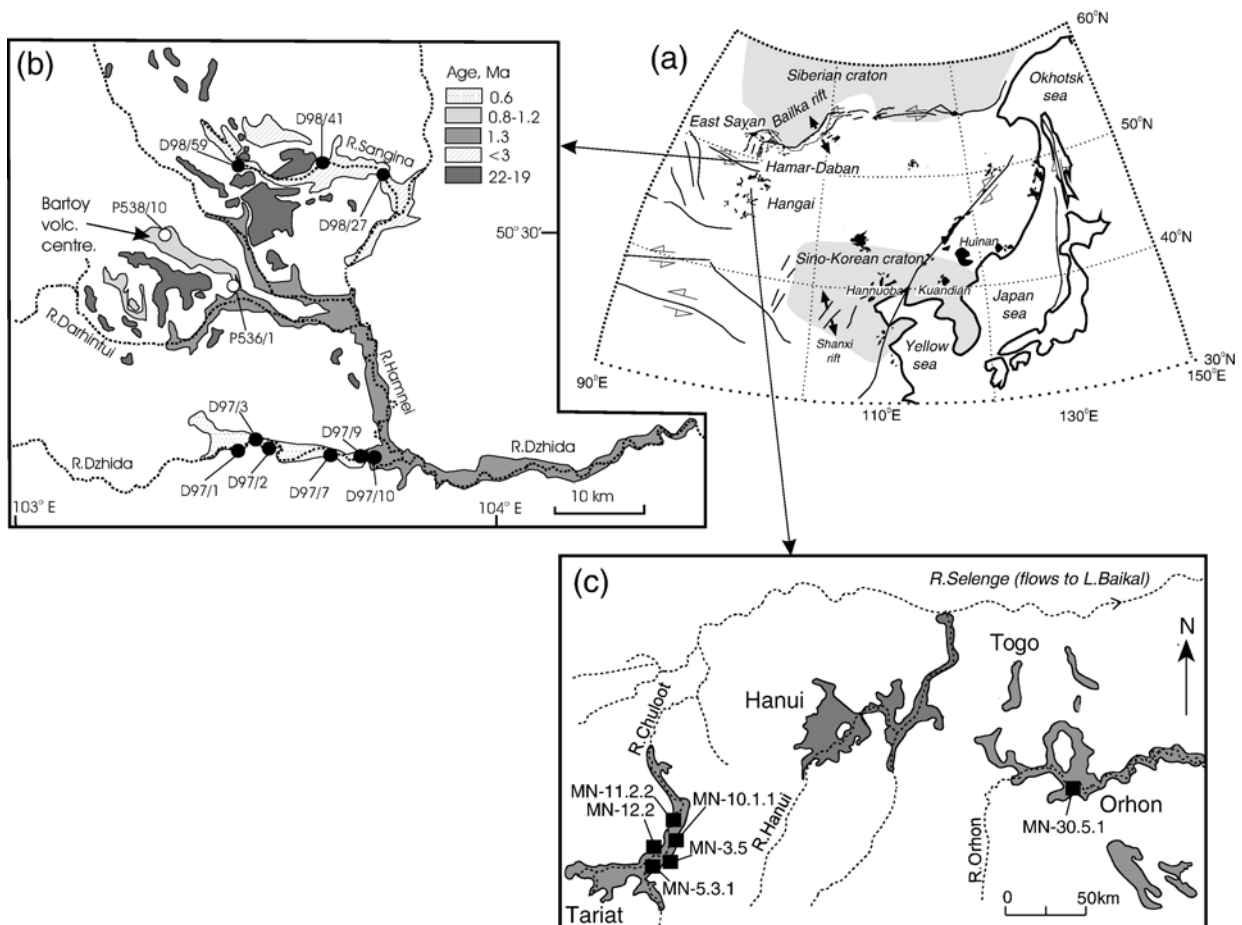 (b)
Age, Ma
0.6
0.8-1.2
1.3
<3
22-19
D98/41
D98/59
R.Sangina
D98/27
P538/10
Bartoy
volc.
centre.
50° 30′
R.Darhintui
P536/1
R.Hamnei
D97/3
D97/9
R.Dzhida
R.Dzhida
D97/1
D97/2
D97/7
D97/10
10 km
103° E
104° E
(a)
60°N
Siberian craton
Okhotsk
sea
Bailka rift
East Sayan
50°N
Hamar-Daban
Hangai
40°N
Huinan
Sino-Korean craton
Hannuoba
Kuandian
Japan
sea
Shanxi
rift
Yellow
sea
30°N
90°E
150°E
110°E
130°E
(c)
R.Selenge (flows to L.Baikal)
N
Togo
Hanui
R.Chuloot
MN-11.2.2
MN-12.2
MN-10.1.1
Orhon
MN-30.5.1
R.Hanui
MN-3.5
R.Orhon
MN-5.3.1
0
50km
Tariat